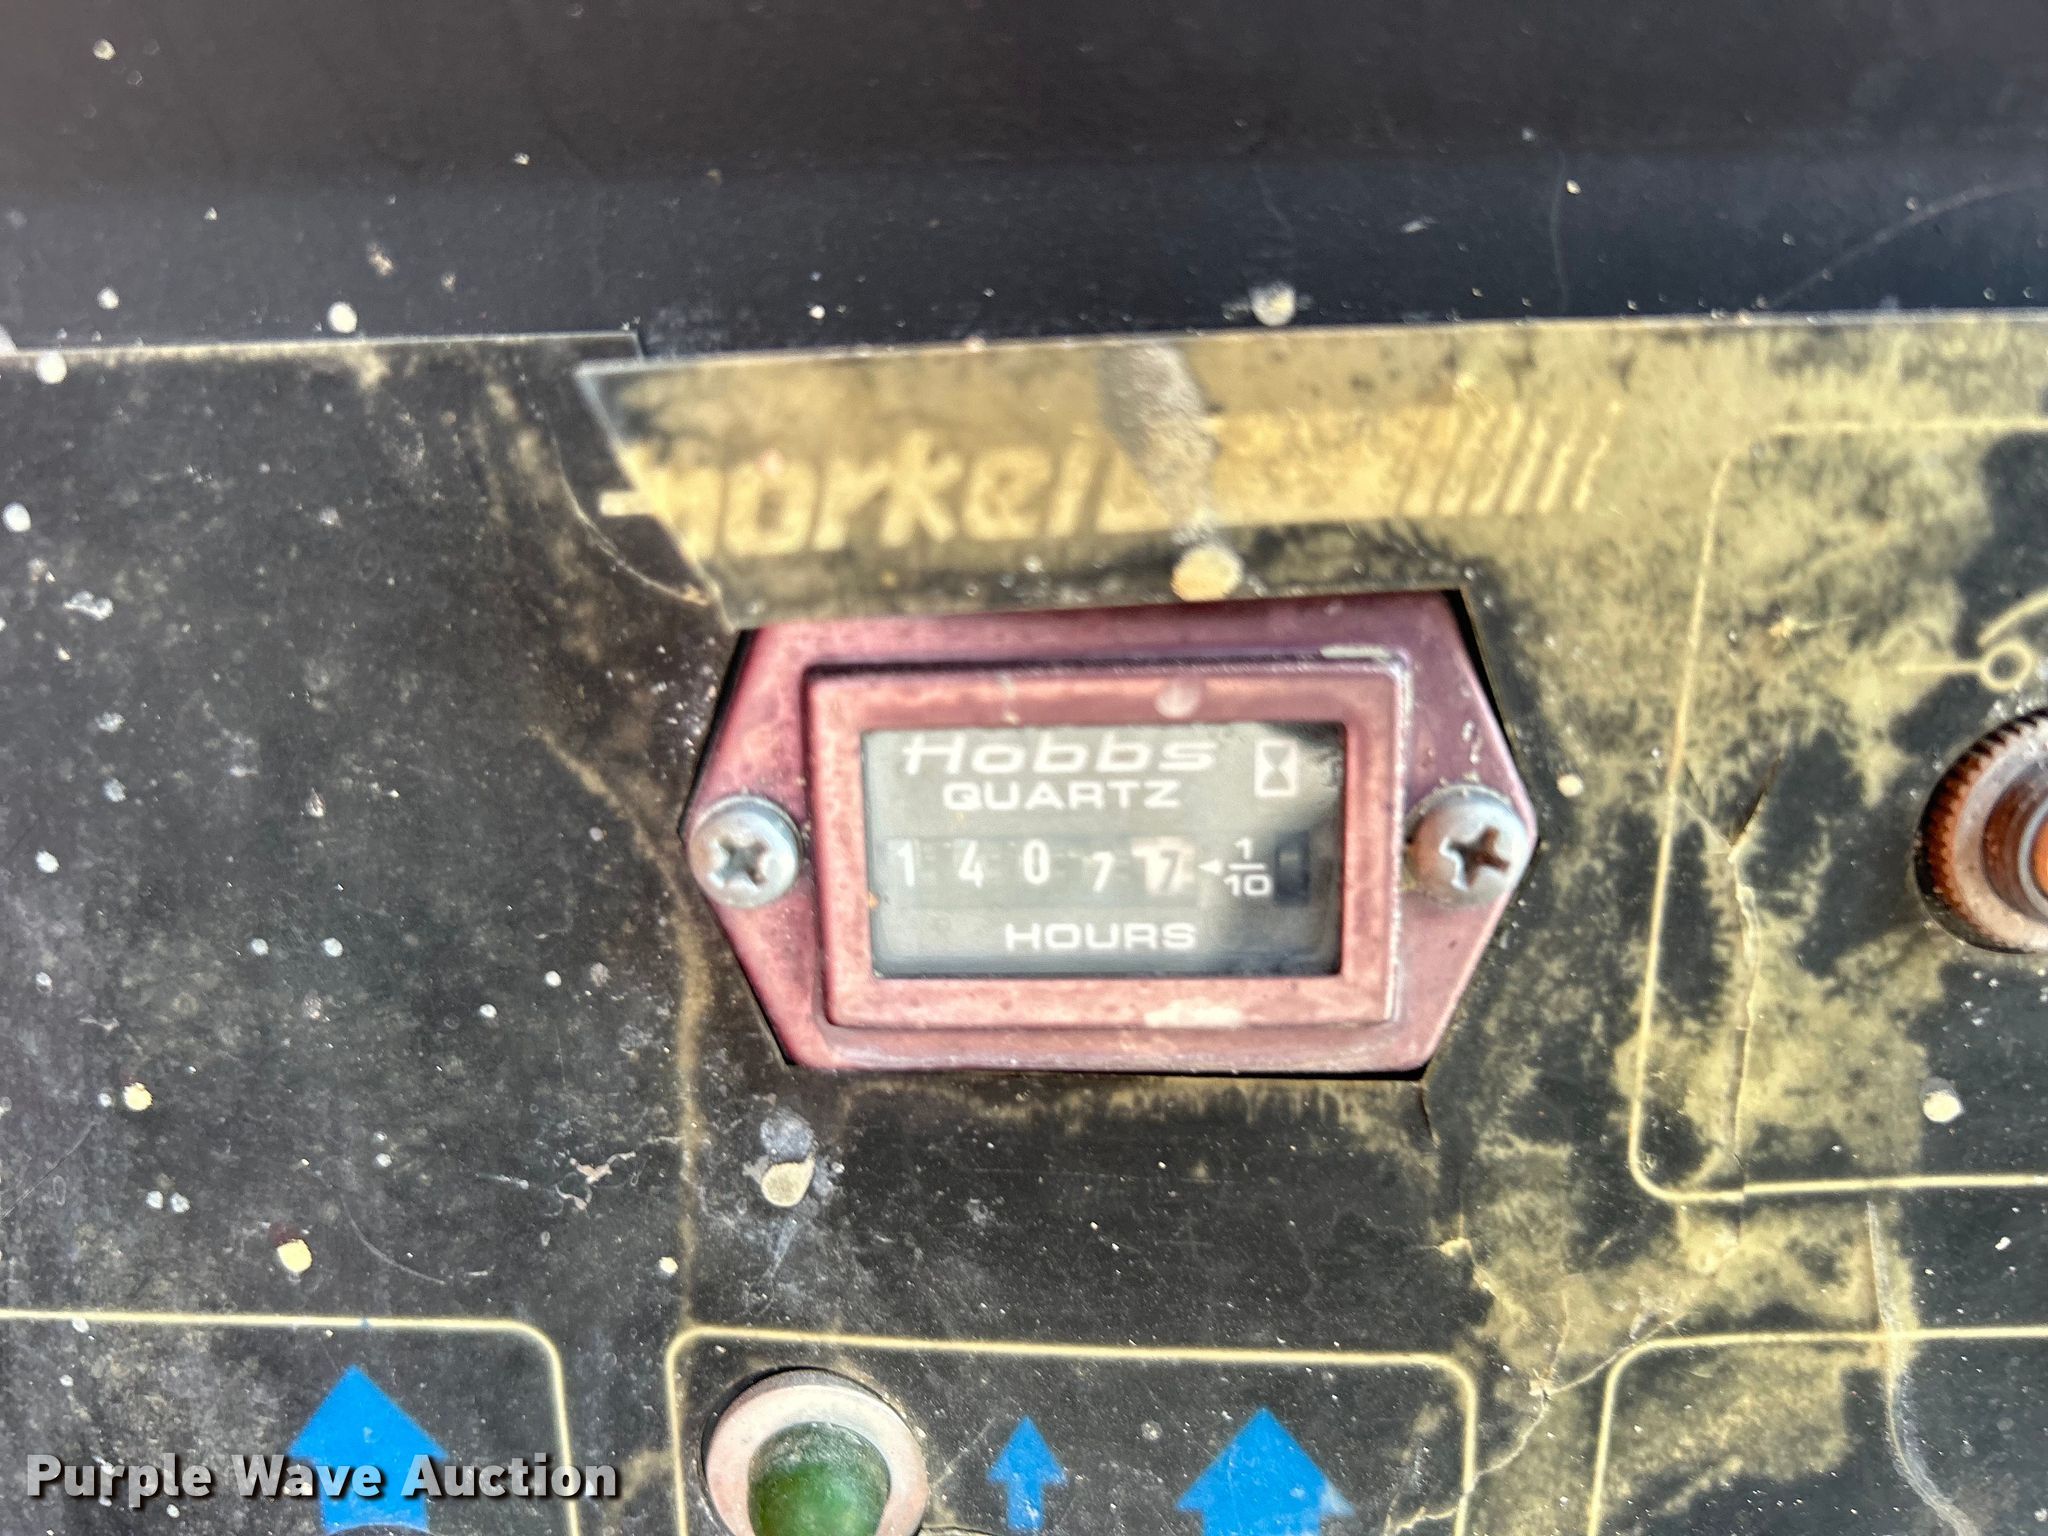 Hobbs
QUARTZ
1 4 0 7 7 1/10
HOURS
Purple Wave Auction